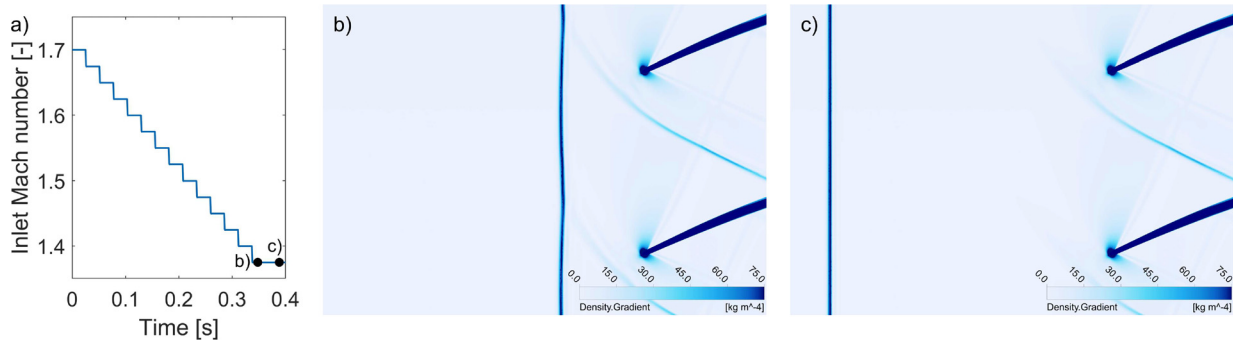 a)
Inlet Mach number [-]
1.7
1.6
1.5
1.4
0
0.1
0.2
0.3
0.4
Time [s]
b)
c)
b)
0.0
15.0
30.0
45.0
60.0
75.0
Density.Gradient
[kg m^-4]
c)
0.0
15.0
30.0
45.0
60.0
75.0
Density.Gradient
[kg m^-4]